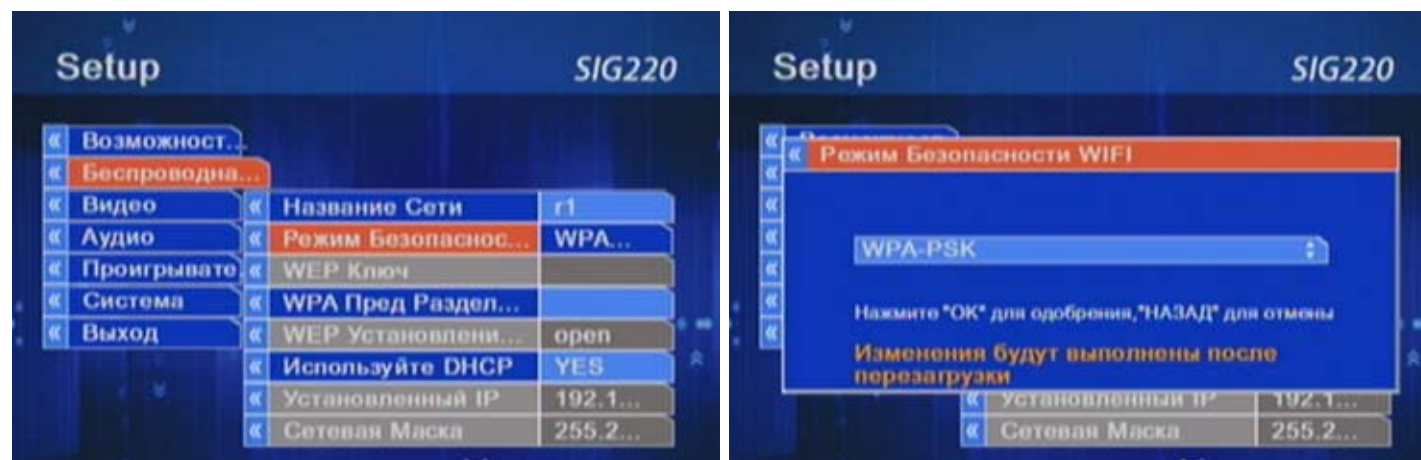 Setup
SIG220
Возможност...
Беспроводна...
Видео
Название Сети
r1
Аудио
Режим Безопаснос...
WPA...
Проигрывате.
WEP Ключ
Система
WPA Пред Раздел...
Выход
WEP Установлени...
open
Используйте DHCP
YES
Установленный IP
192.1...
Сетевая Маска
255.2...
Setup
SIG220
Режим Безопасности WIFI
WPA-PSK
Нажмите "ОК" для одобрения,"НАЗАД" для отмены
Изменения будут выполнены после
перезагрузки
Установленный IP
192.1...
Сетевая Маска
255.2...